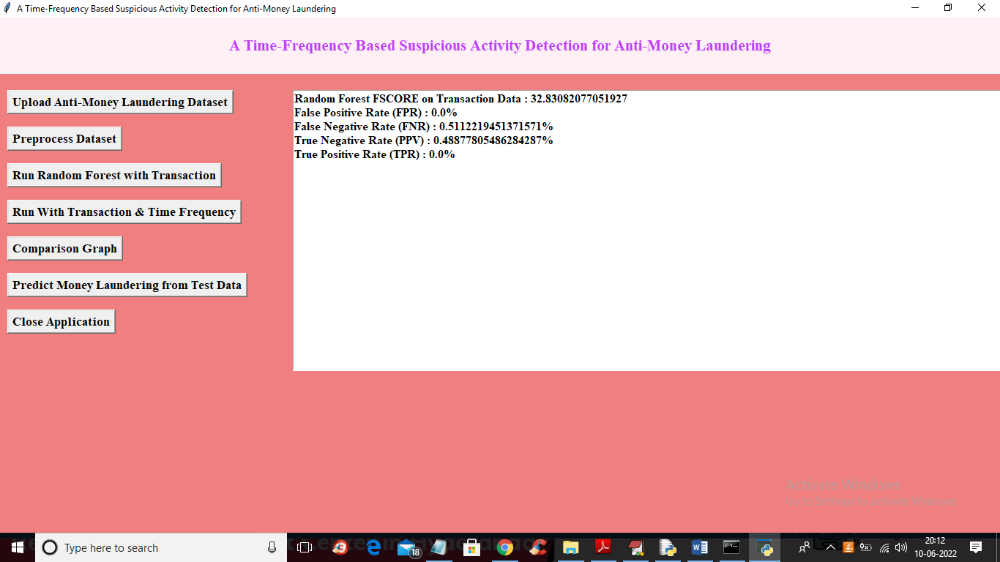 A Time-Frequency Based Suspicious Activity Detection for Anti-Money Laundering
A Time-Frequency Based Suspicious Activity Detection for Anti-Money Laundering
Upload Anti-Money Laundering Dataset
Preprocess Dataset
Run Random Forest with Transaction
Run With Transaction & Time Frequency
Comparison Graph
Predict Money Laundering from Test Data
Close Application
Random Forest FSCORE on Transaction Data : 32.83082077051927
False Positive Rate (FPR) : 0.0%
False Negative Rate (FNR) : 0.5112219451371571%
True Negative Rate (PPV) : 0.48877805486284287%
True Positive Rate (TPR) : 0.0%
Activate Windows
Go to Settings to activate Windows.
Type here to search
18
20:12
10-06-2022